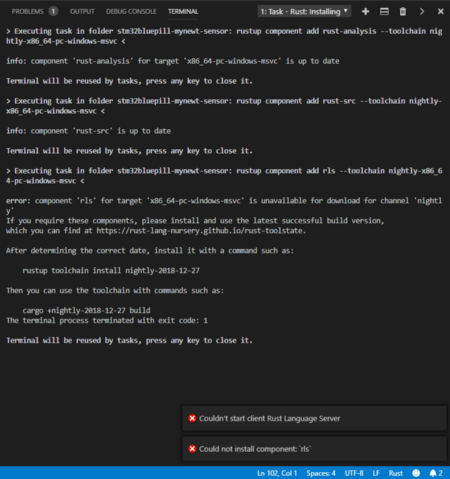 PROBLEMS 1 OUTPUT DEBUG CONSOLE TERMINAL 1: Task - Rust: Installing
> Executing task in folder stm32bluepill-mynewt-sensor: rustup component add rust-analysis --toolchain nig
htly-x86_64-pc-windows-msvc <
info: component 'rust-analysis' for target 'x86_64-pc-windows-msvc' is up to date
Terminal will be reused by tasks, press any key to close it.
> Executing task in folder stm32bluepill-mynewt-sensor: rustup component add rust-src --toolchain nightly-
x86_64-pc-windows-msvc <
info: component 'rust-src' is up to date
Terminal will be reused by tasks, press any key to close it.
> Executing task in folder stm32bluepill-mynewt-sensor: rustup component add rls --toolchain nightly-x86_6
4-pc-windows-msvc <
error: component 'rls' for target 'x86_64-pc-windows-msvc' is unavailable for download for channel 'nightl
y'
If you require these components, please install and use the latest successful build version,
which you can find at https://rust-lang-nursery.github.io/rust-toolstate.
After determining the correct date, install it with a command such as:
rustup toolchain install nightly-2018-12-27
Then you can use the toolchain with commands such as:
cargo +nightly-2018-12-27 build
The terminal process terminated with exit code: 1
Terminal will be reused by tasks, press any key to close it.
Couldn't start client Rust Language Server
Could not install component: `rls`
Ln 102, Col 1 Spaces: 4 UTF-8 LF Rust 2